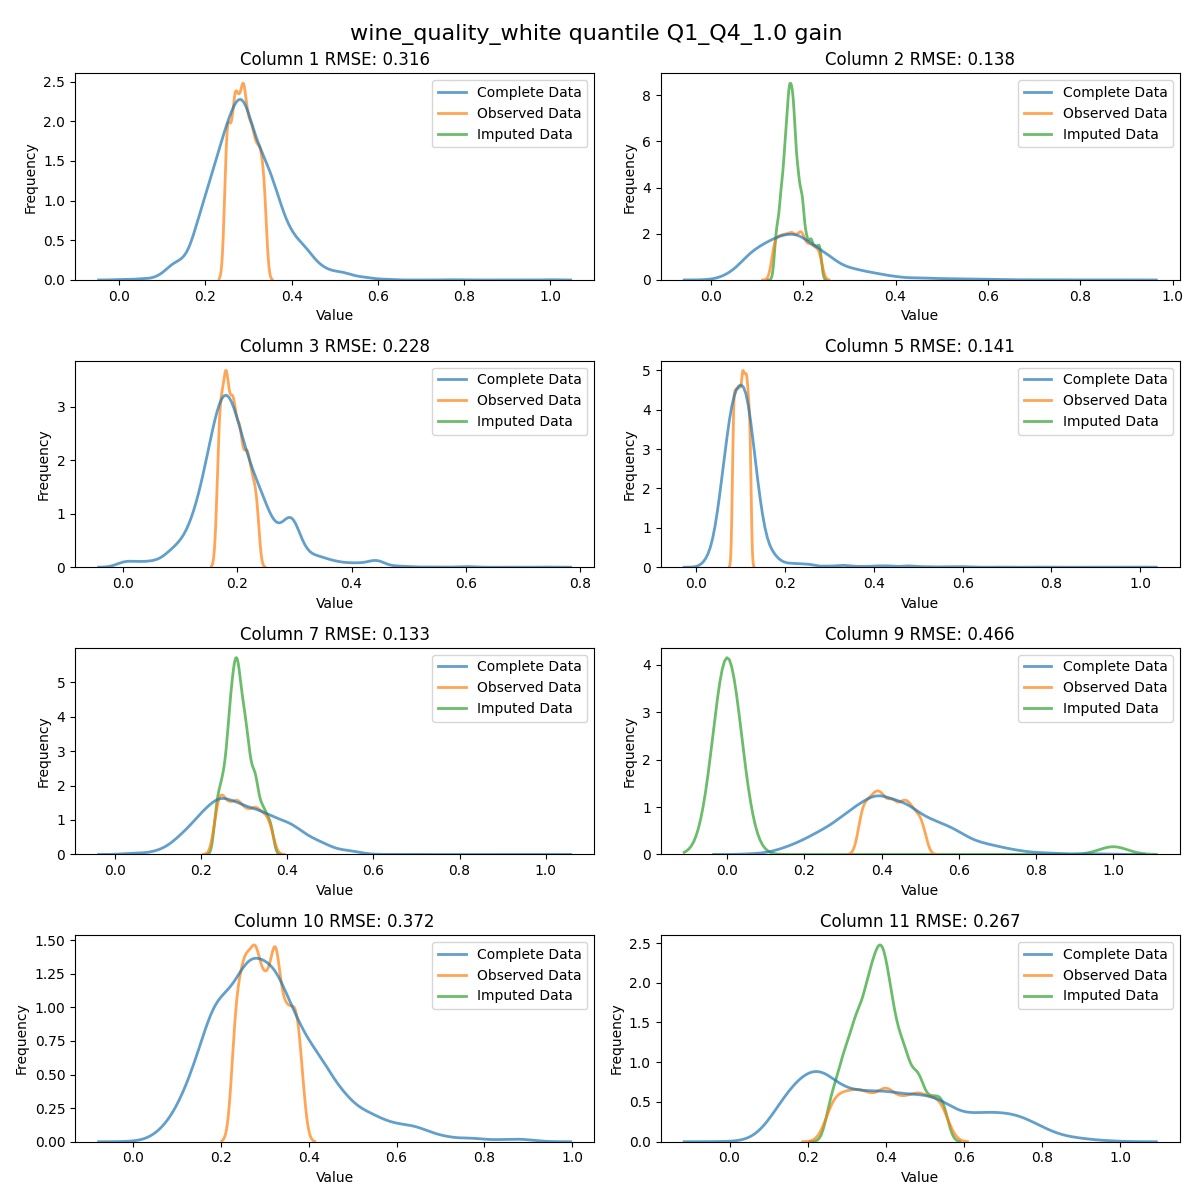 wine_quality_white quantile Q1_Q4_1.0 gain
Column 1 RMSE: 0.316
2.5
2.0
1.5
1.0
0.5
0.0
Frequency
Complete Data
Observed Data
Imputed Data
0.0 0.2 0.4 0.6 0.8 1.0
Value
Column 2 RMSE: 0.138
8
6
4
2
0
Frequency
Complete Data
Observed Data
Imputed Data
0.0 0.2 0.4 0.6 0.8 1.0
Value
Column 3 RMSE: 0.228
3
2
1
0
Frequency
Complete Data
Observed Data
Imputed Data
0.0 0.2 0.4 0.6 0.8
Value
Column 5 RMSE: 0.141
5
4
3
2
1
0
Frequency
Complete Data
Observed Data
Imputed Data
0.0 0.2 0.4 0.6 0.8 1.0
Value
Column 7 RMSE: 0.133
5
4
3
2
1
0
Frequency
Complete Data
Observed Data
Imputed Data
0.0 0.2 0.4 0.6 0.8 1.0
Value
Column 9 RMSE: 0.466
4
3
2
1
0
Frequency
Complete Data
Observed Data
Imputed Data
0.0 0.2 0.4 0.6 0.8 1.0
Value
Column 10 RMSE: 0.372
1.50
1.25
1.00
0.75
0.50
0.25
0.00
Frequency
Complete Data
Observed Data
Imputed Data
0.0 0.2 0.4 0.6 0.8 1.0
Value
Column 11 RMSE: 0.267
2.5
2.0
1.5
1.0
0.5
0.0
Frequency
Complete Data
Observed Data
Imputed Data
0.0 0.2 0.4 0.6 0.8 1.0
Value